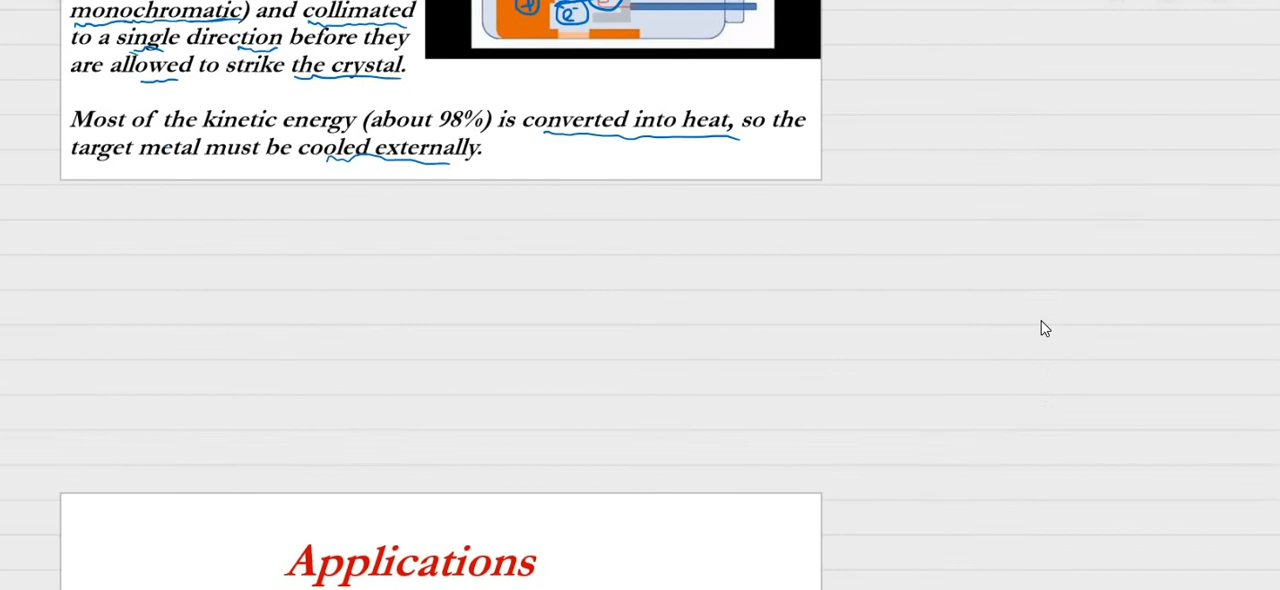 monochromatic) and collimated
to a single direction before they
are allowed to strike the crystal.
+
e-
Most of the kinetic energy (about 98%) is converted into heat, so the
target metal must be cooled externally.
Applications